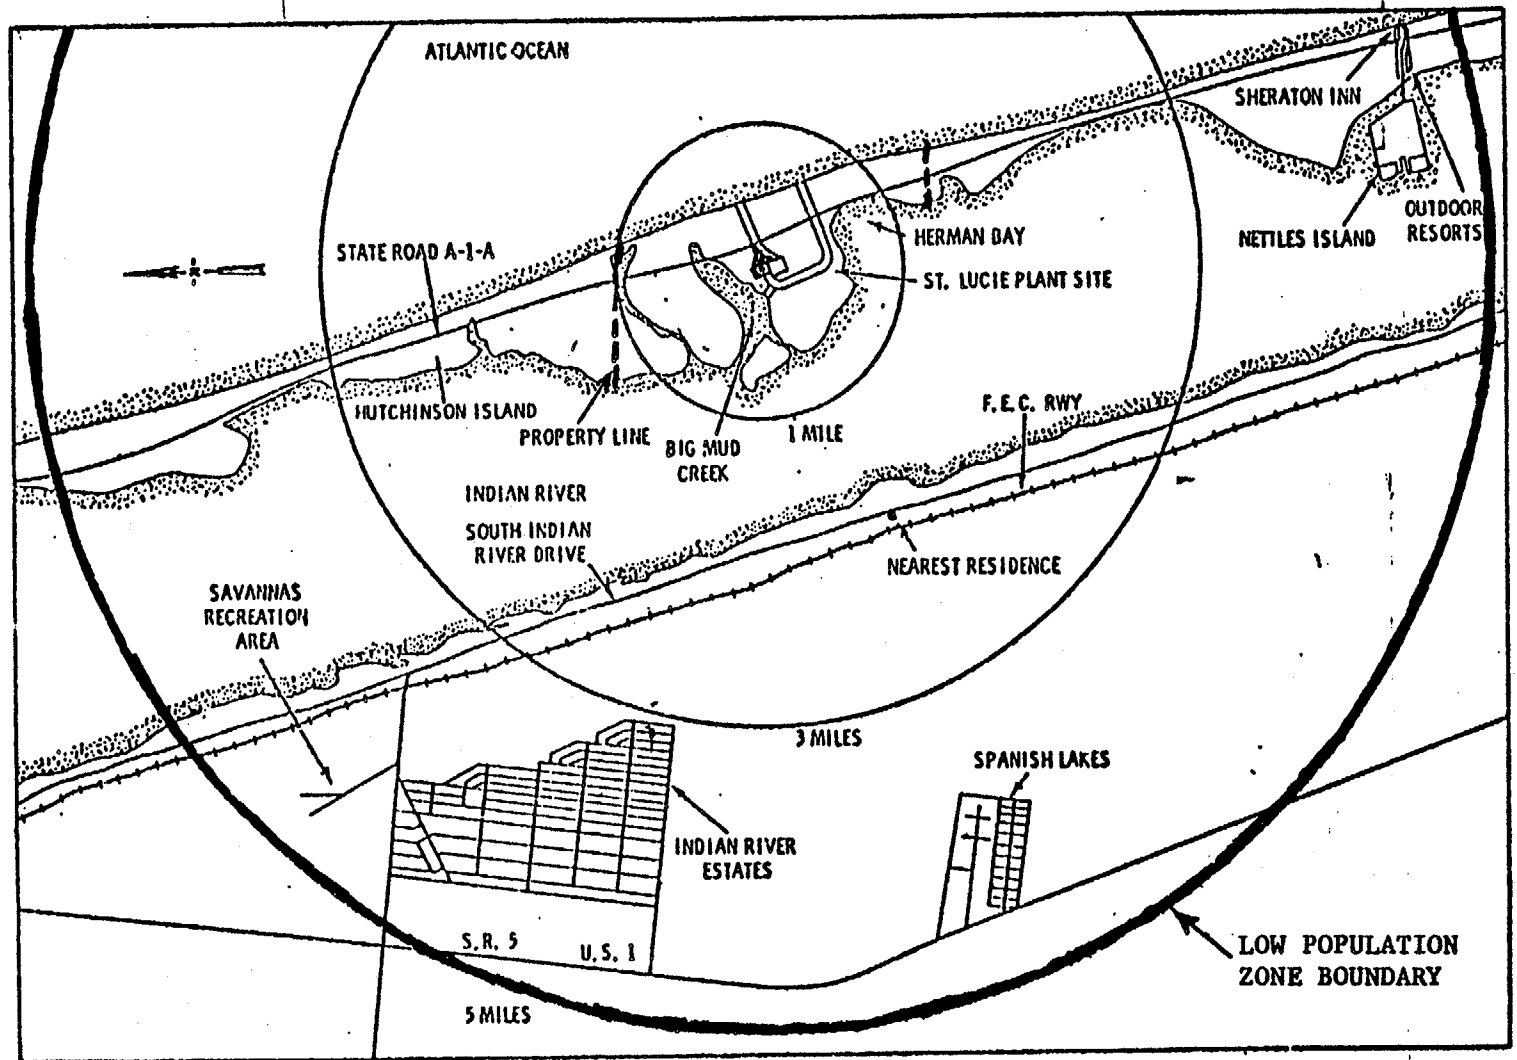 ATLANTIC OCEAN
SHERATON INN
STATE ROAD A-1-A
HERMAN BAY
NETTLES ISLAND
OUTDOOR
RESORTS
ST. LUCIE PLANT SITE
HUTCHINSON ISLAND
PROPERTY LINE
BIG MUD
CREEK
1 MILE
F.E.C. RWY
INDIAN RIVER
SOUTH INDIAN
RIVER DRIVE
NEAREST RESIDENCE
SAVANNAS
RECREATION
AREA
3 MILES
SPANISH LAKES
INDIAN RIVER
ESTATES
S.R. 5
U.S. 1
LOW POPULATION
ZONE BOUNDARY
5 MILES